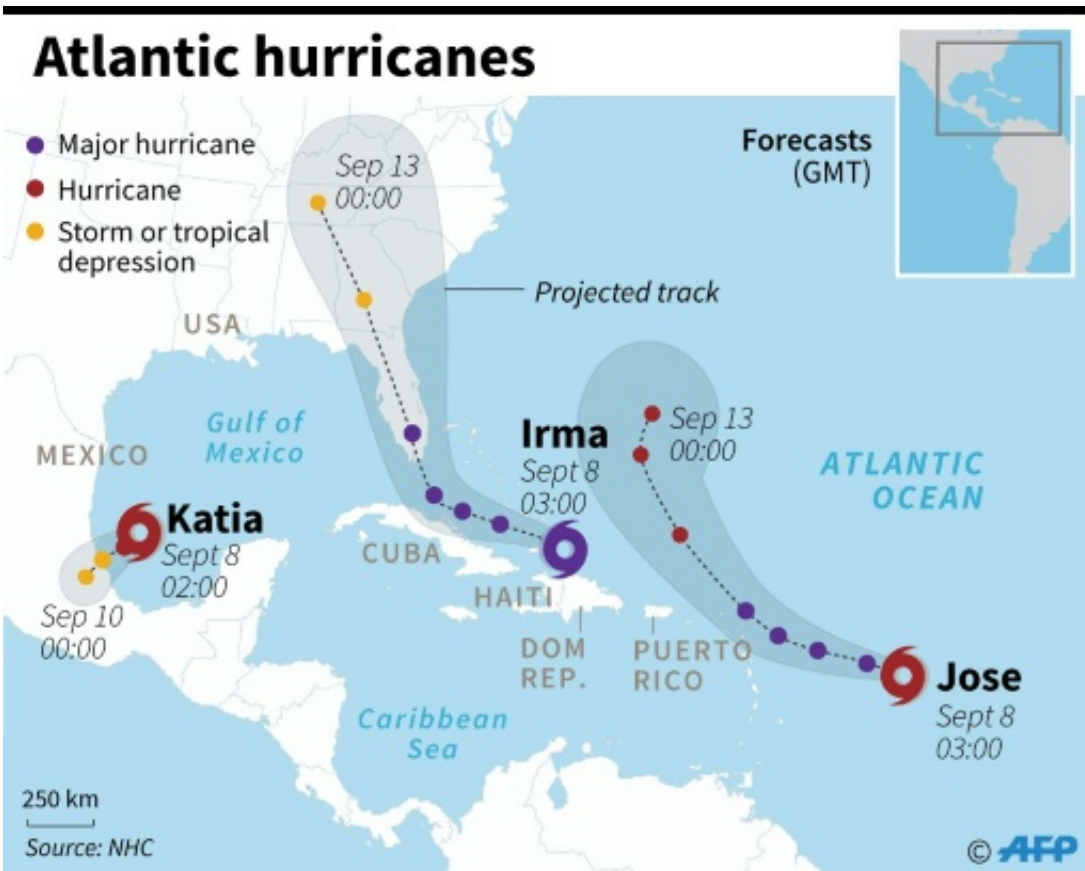 Atlantic hurricanes
Major hurricane
Hurricane
Storm or tropical
depression
Forecasts
(GMT)
Sep 13
00:00
Projected track
USA
Gulf of
Mexico
MEXICO
Katia
Sept 8
02:00
Sep 10
00:00
Irma
Sept 8
03:00
Sep 13
00:00
ATLANTIC
OCEAN
CUBA
HAITI
DOM
REP.
PUERTO
RICO
Jose
Sept 8
03:00
Caribbean
Sea
250 km
Source: NHC
© AFP